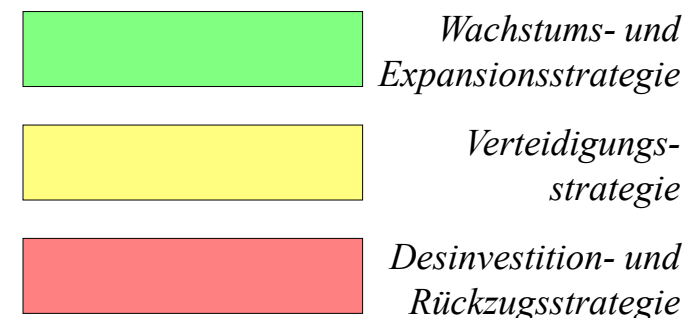 Wachstums- und
Expansionsstrategie
Verteidigungs-
strategie
Desinvestition- und
Rückzugsstrategie